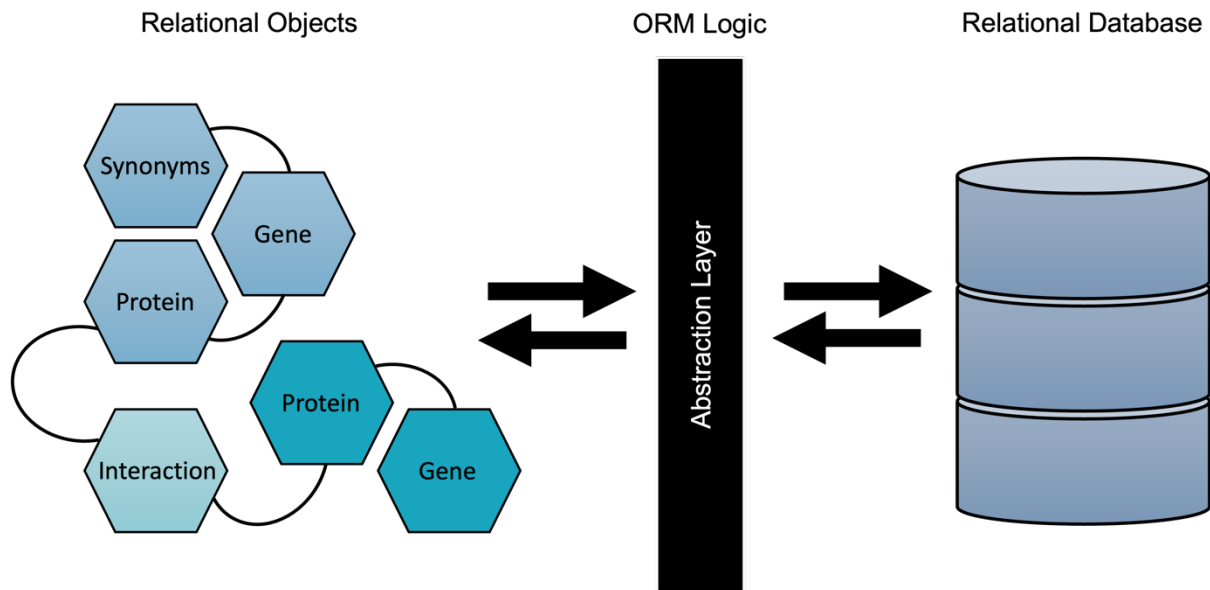 Relational Objects
ORM Logic
Relational Database
Synonyms
Gene
Protein
Interaction
Protein
Gene
Abstraction Layer